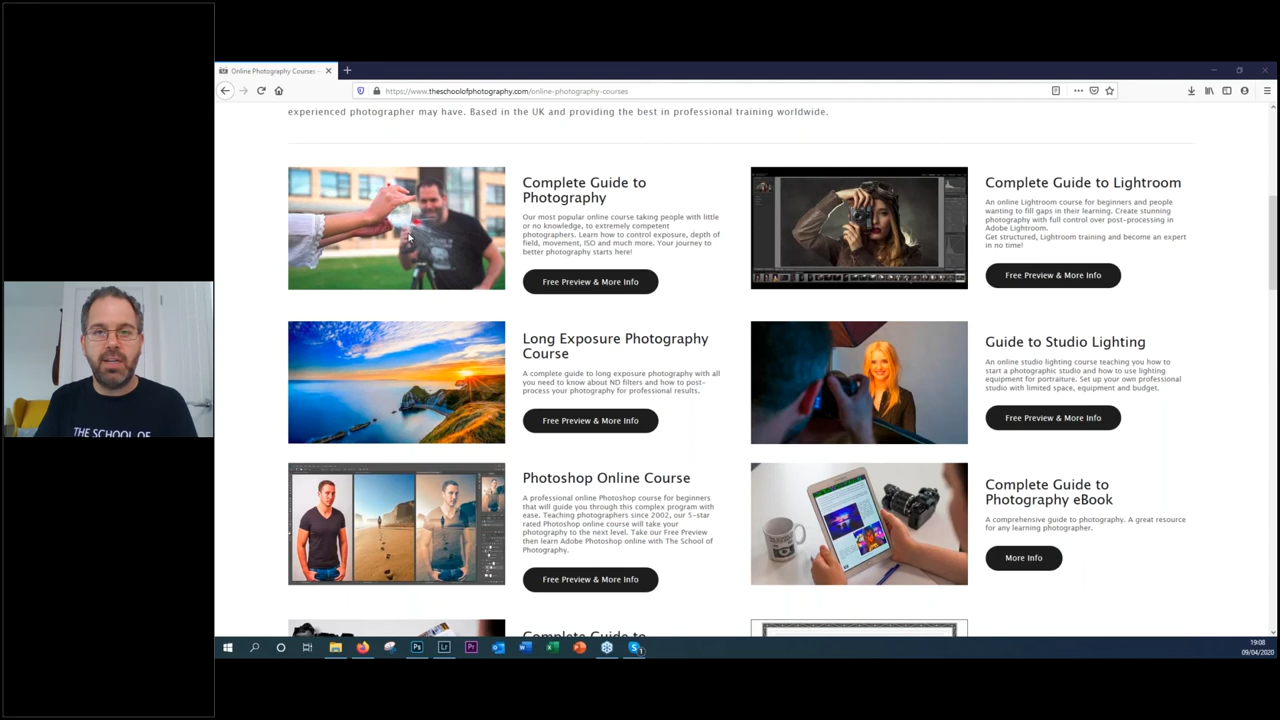 Online Photography Courses
https://www.theschoolofphotography.com/online-photography-courses
experienced photographer may have. Based in the UK and providing the best in professional training worldwide.
Complete Guide to
Photography
Our most popular online course taking people with little
or no knowledge, to extremely competent
photographers. Learn how to control exposure, depth of
field, movement, ISO and much more. Your journey to
better photography starts here!
Free Preview & More Info
Complete Guide to Lightroom
An online Lightroom course for beginners and people
wanting to fill gaps in their learning. Create stunning
photography with full control over post-processing in
Adobe Lightroom.
Get structured, Lightroom training and become an expert
in no time!
Free Preview & More Info
Long Exposure Photography
Course
A complete guide to long exposure photography with all
you need to know about ND filters and how to post-
process your photography for professional results.
Free Preview & More Info
Guide to Studio Lighting
An online studio lighting course teaching you how to
start a photographic studio and how to use lighting
equipment for portraiture. Set up your own professional
studio with limited space, equipment and budget.
Free Preview & More Info
THE SCHOOL OF
Photoshop Online Course
A professional online Photoshop course for beginners
that will guide you through this complex program with
ease. Teaching photographers since 2002, our 5-star
rated Photoshop online course will take your
photography to the next level. Take our Free Preview
then learn Adobe Photoshop online with The School of
Photography.
Free Preview & More Info
Complete Guide to
Photography eBook
A comprehensive guide to photography. A great resource
for any learning photographer.
More Info
Complete Guide to
Ps
Lr
Pr
19:08
09/04/2020